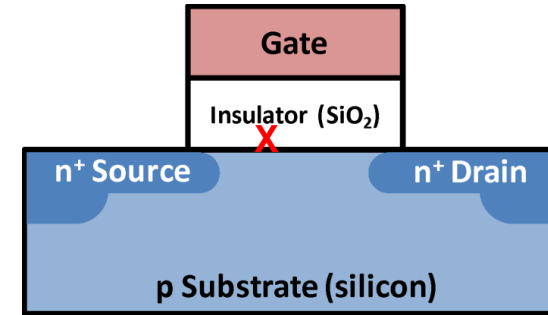 Gate
Insulator (SiO₂)
X
n⁺ Source
n⁺ Drain
p Substrate (silicon)